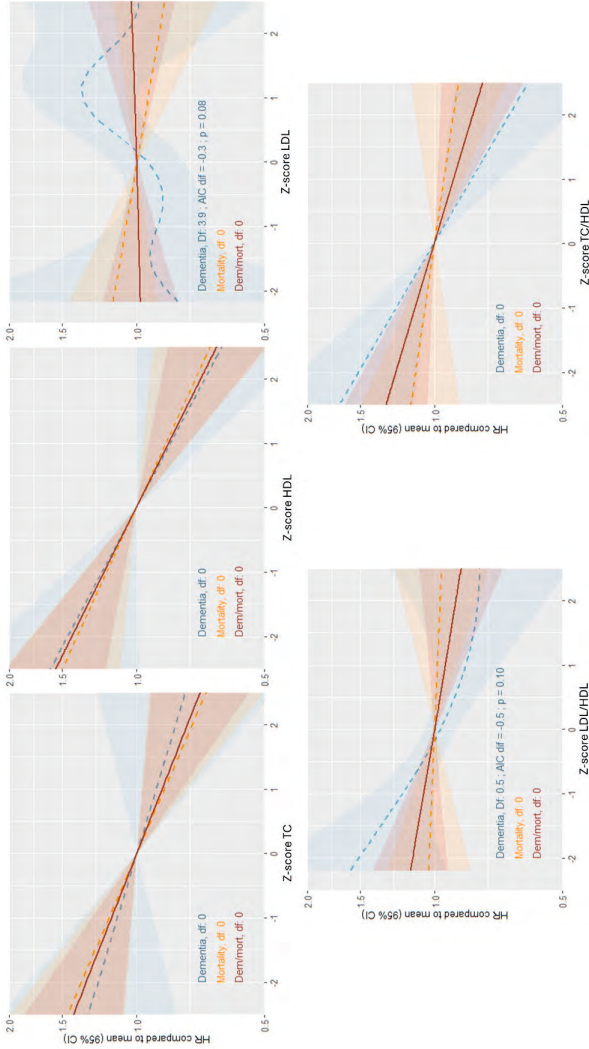 HR compared to mean (95% CI)
2.0
1.5
1.0
0.5
Dementia, df: 0
Mortality, df: 0
Dem/mort, df: 0
-2
-1
0
1
2
Z-score TC
2.0
1.5
1.0
0.5
Dementia, df: 0
Mortality, df: 0
Dem/mort, df: 0
-2
-1
0
1
2
Z-score HDL
2.0
1.5
1.0
0.5
Dementia, Df: 3.9 ; AIC dif = -0.3 ; p = 0.08
Mortality, df: 0
Dem/mort, df: 0
-2
-1
0
1
2
Z-score LDL
HR compared to mean (95% CI)
2.0
1.5
1.0
0.5
Dementia, Df: 0.5 ; AIC dif = -0.5 ; p = 0.10
Mortality, df: 0
Dem/mort, df: 0
-2
-1
0
1
2
Z-score LDL/HDL
HR compared to mean (95% CI)
2.0
1.5
1.0
0.5
Dementia, df: 0
Mortality, df: 0
Dem/mort, df: 0
-2
-1
0
1
2
Z-score TC/HDL